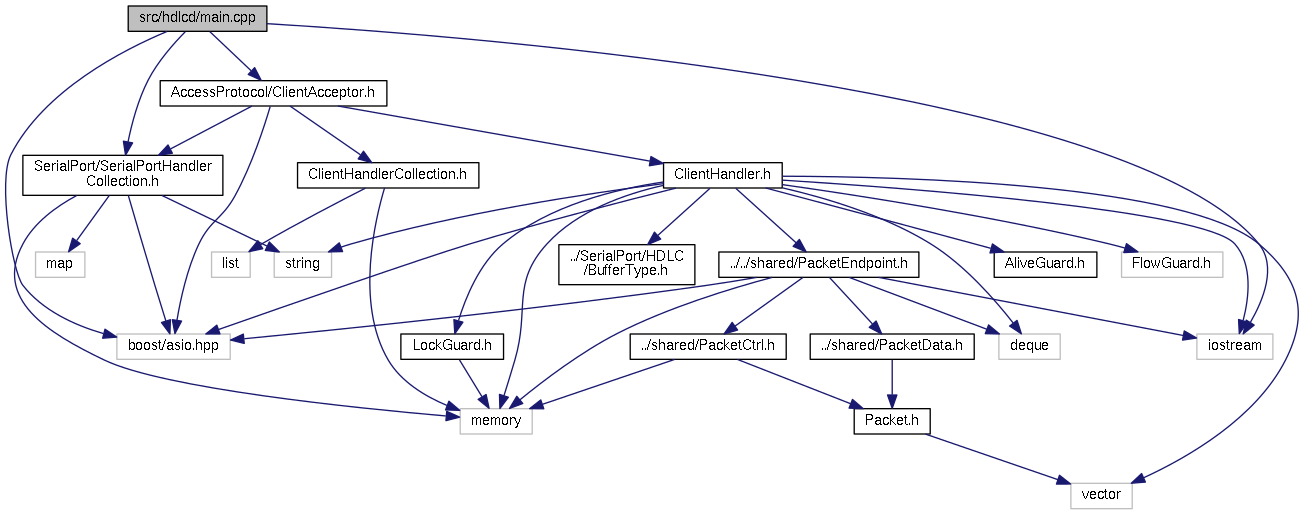 src/hdlcd/main.cpp
AccessProtocol/ClientAcceptor.h
SerialPort/SerialPortHandler
Collection.h
ClientHandlerCollection.h
ClientHandler.h
map
list
string
../SerialPort/HDLC
/BufferType.h
../../shared/PacketEndpoint.h
AliveGuard.h
FlowGuard.h
boost/asio.hpp
LockGuard.h
../shared/PacketCtrl.h
../shared/PacketData.h
deque
iostream
memory
Packet.h
vector